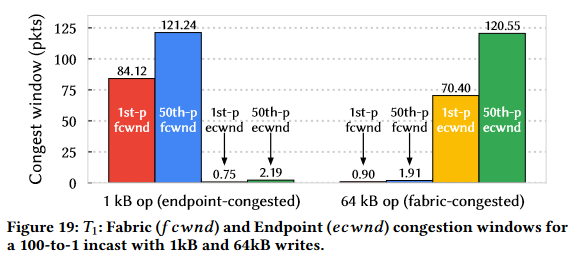 Congest window (pkts)
125
100
75
50
25
0
84.12
121.24
1st-p
fcwnd
50th-p
fcwnd
1st-p
ecwnd
50th-p
ecwnd
0.75
2.19
1st-p
fcwnd
50th-p
fcwnd
0.90
1.91
70.40
120.55
1st-p
ecwnd
50th-p
ecwnd
1 kB op (endpoint-congested)
64 kB op (fabric-congested)
Figure 19: T1: Fabric (fcwnd) and Endpoint (ecwnd) congestion windows for
a 100-to-1 incast with 1kB and 64kB writes.